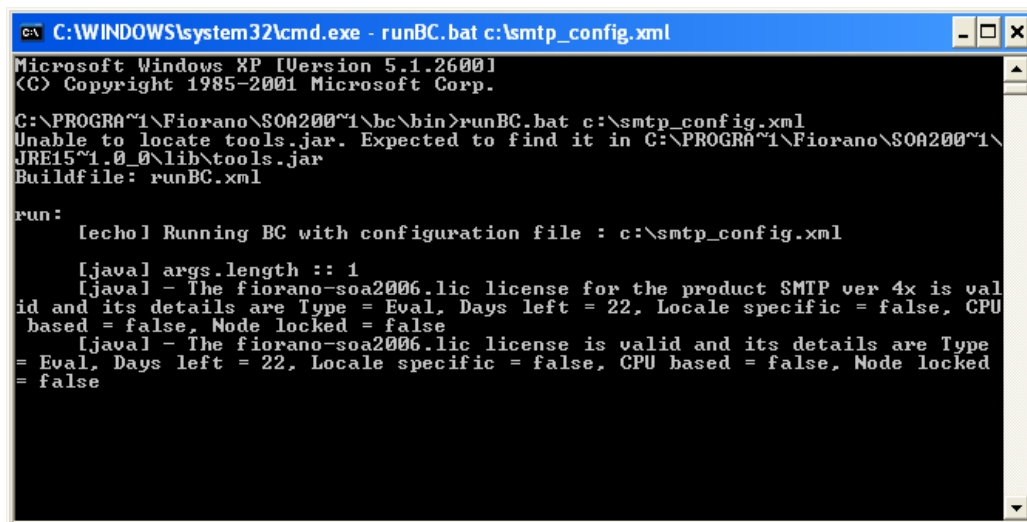 C:\WINDOWS\system32\cmd.exe - runBC.bat c:\smtp_config.xml
Microsoft Windows XP [Version 5.1.2600]
(C) Copyright 1985-2001 Microsoft Corp.
C:\PROGRA~1\Fiorano\SOA200~1\bc\bin>runBC.bat c:\smtp_config.xml
Unable to locate tools.jar. Expected to find it in C:\PROGRA~1\Fiorano\SOA200~1\
JRE15~1.0_0\lib\tools.jar
Buildfile: runBC.xml
run:
[echo] Running BC with configuration file : c:\smtp_config.xml
[java] args.length :: 1
[java] - The fiorano-soa2006.lic license for the product SMTP ver 4x is val
id and its details are Type = Eval, Days left = 22, Locale specific = false, CPU
based = false, Node locked = false
[java] - The fiorano-soa2006.lic license is valid and its details are Type
= Eval, Days left = 22, Locale specific = false, CPU based = false, Node locked
= false